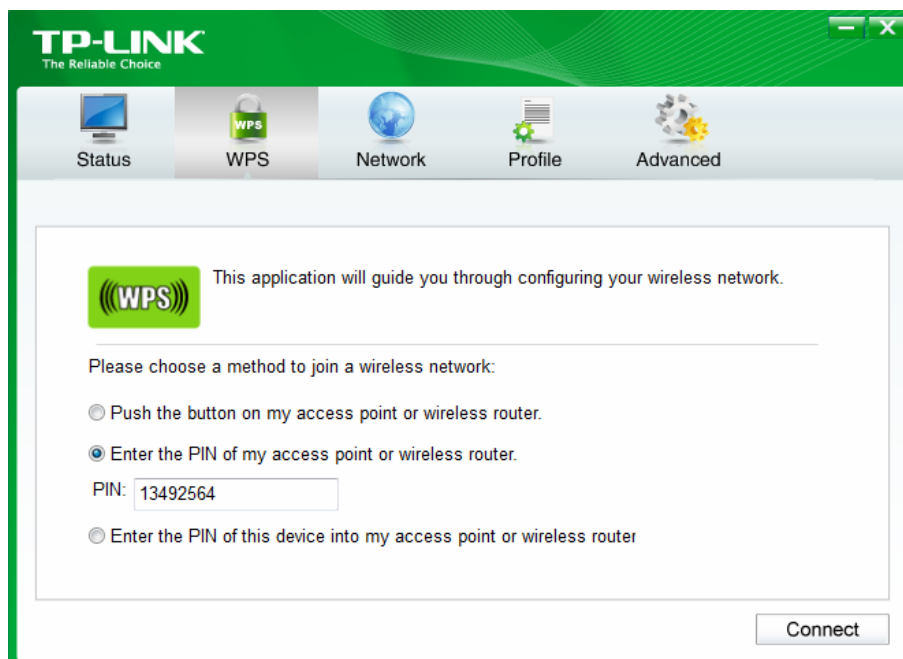 TP-LINK
The Reliable Choice
WPS
Status WPS Network Profile Advanced
WPS This application will guide you through configuring your wireless network.
Please choose a method to join a wireless network:
Push the button on my access point or wireless router.
Enter the PIN of my access point or wireless router.
PIN: 13492564
Enter the PIN of this device into my access point or wireless router
Connect